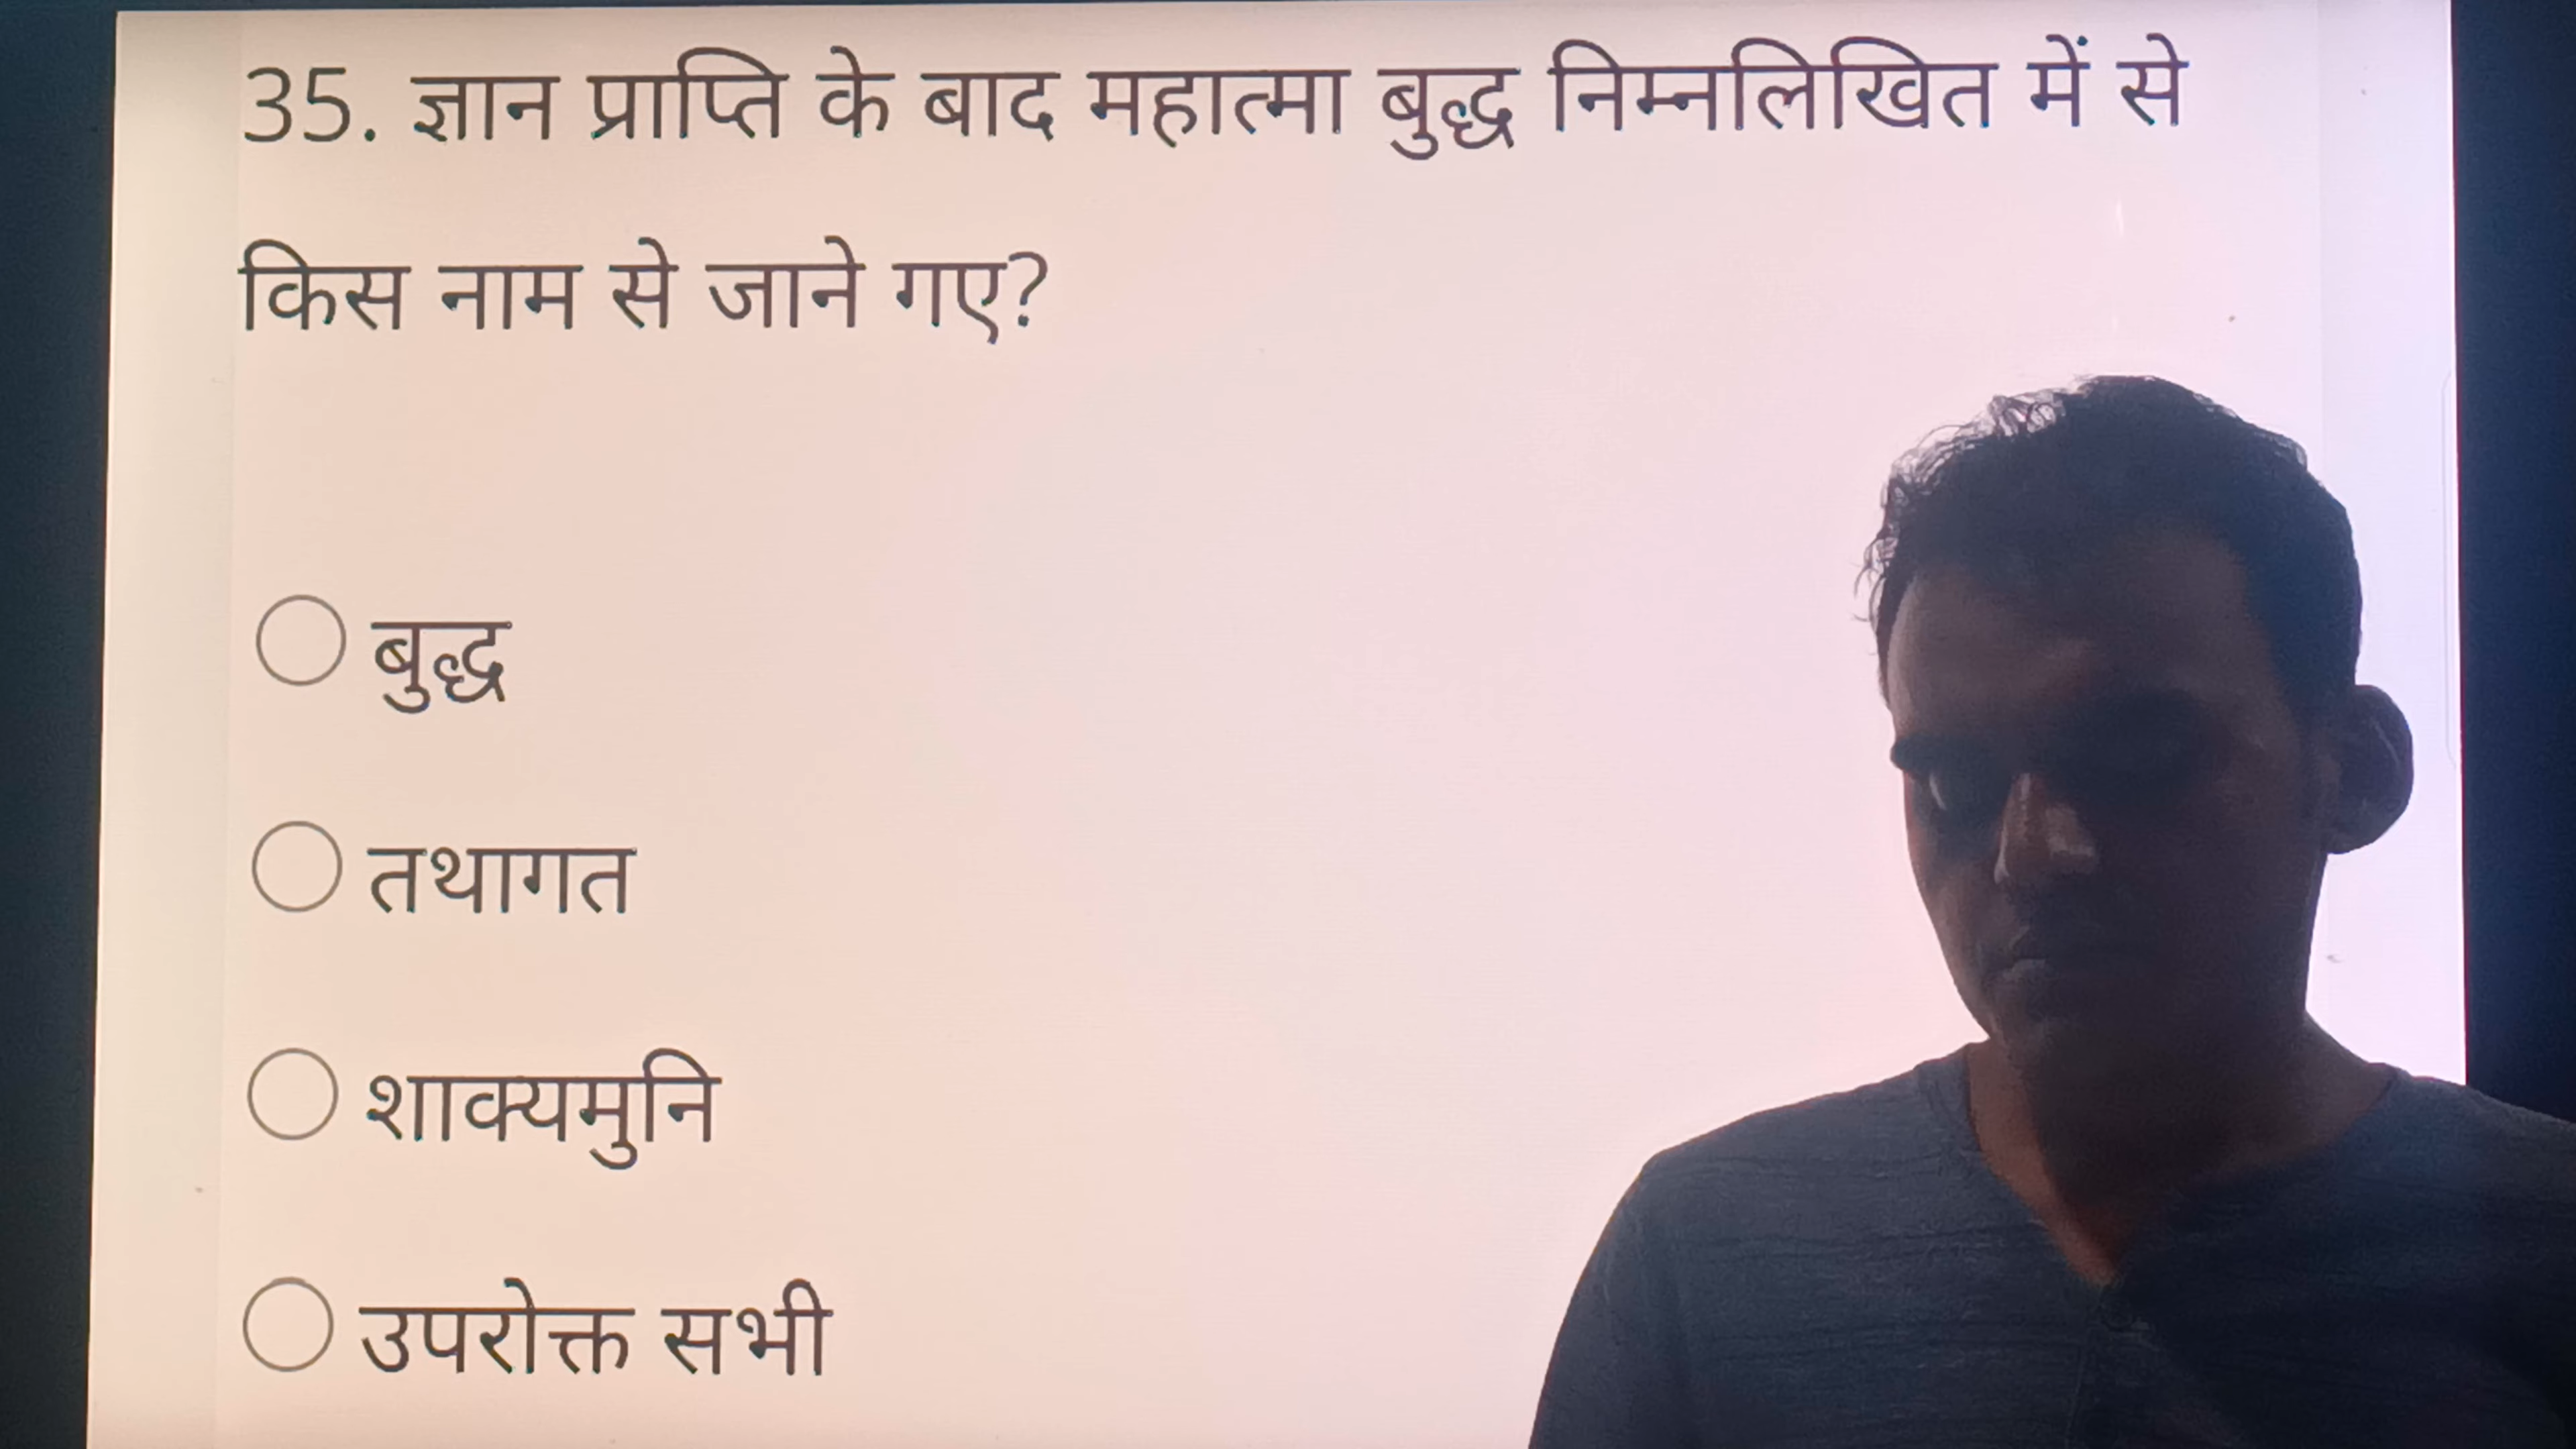 35. ज्ञान प्राप्ति के बाद महात्मा बुद्ध निम्नलिखित में से
किस नाम से जाने गए?
बुद्ध
तथागत
शाक्यमुनि
उपरोक्त सभी